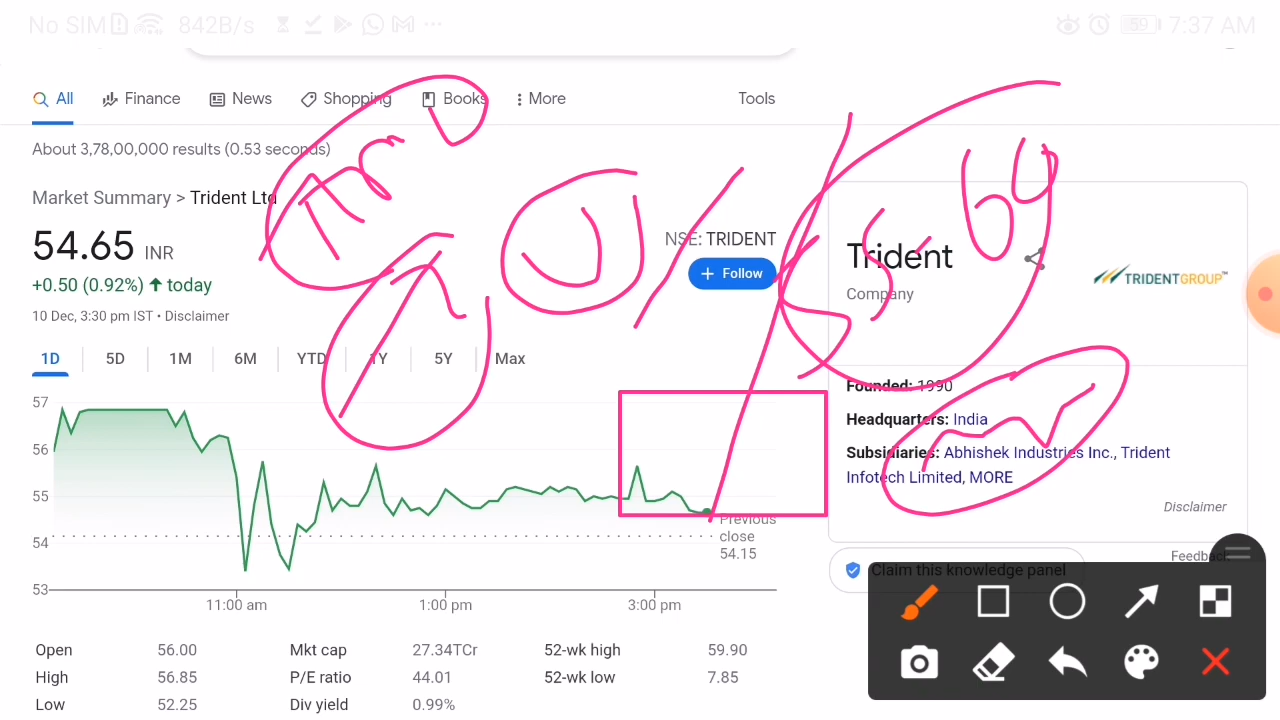 No SIM 842B/s 59 7:37 AM
All Finance News Shopping Books More Tools
About 3,78,00,000 results (0.53 seconds)
Market Summary > Trident Ltd
54.65 INR
NSE: TRIDENT
+0.50 (0.92%) today
+ Follow
10 Dec, 3:30 pm IST • Disclaimer
1D 5D 1M 6M YTD 1Y 5Y Max
57
56
55
54
53
Previous
close
54.15
11:00 am 1:00 pm 3:00 pm
Open 56.00 Mkt cap 27.34TCr 52-wk high 59.90
High 56.85 P/E ratio 44.01 52-wk low 7.85
Low 52.25 Div yield 0.99%
Trident
Company
TRIDENTGROUP™
Founded: 1990
Headquarters: India
Subsidiaries: Abhishek Industries Inc., Trident
Infotech Limited, MORE
Disclaimer
Feedback
Claim this knowledge panel